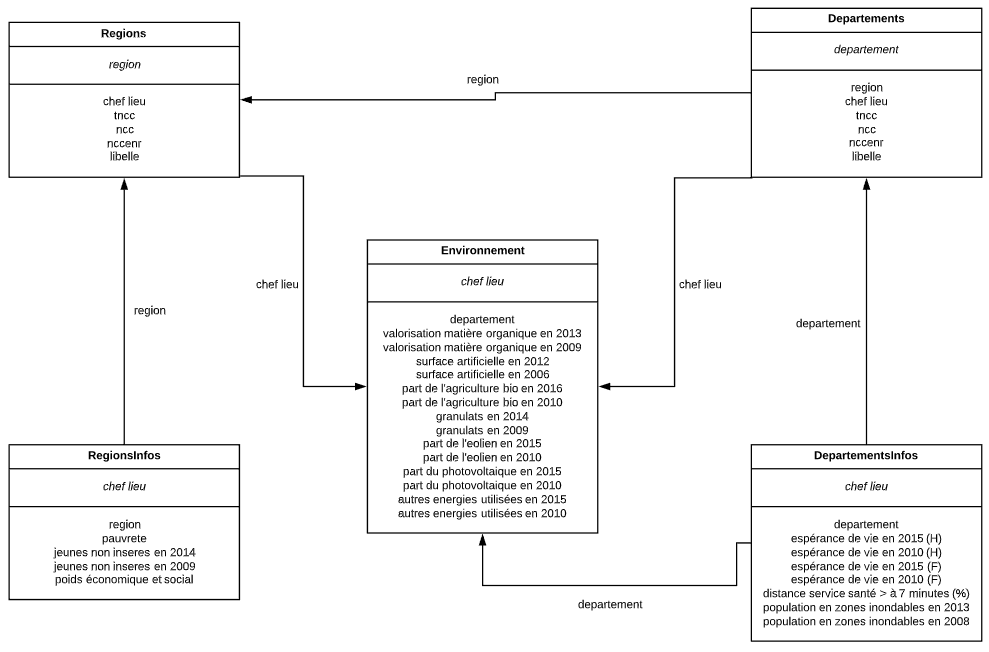 Regions
region
chef lieu
tncc
ncc
nccenr
libelle
region
Departements
departement
region
chef lieu
tncc
ncc
nccenr
libelle
chef lieu
chef lieu
region
departement
Environnement
chef lieu
departement
valorisation matière organique en 2013
valorisation matière organique en 2009
surface artificielle en 2012
surface artificielle en 2006
part de l'agriculture bio en 2016
part de l'agriculture bio en 2010
granulats en 2014
granulats en 2009
part de l'eolien en 2015
part de l'eolien en 2010
part du photovoltaique en 2015
part du photovoltaique en 2010
autres energies utilisées en 2015
autres energies utilisées en 2010
RegionsInfos
chef lieu
region
pauvrete
jeunes non inseres en 2014
jeunes non inseres en 2009
poids économique et social
DepartementsInfos
chef lieu
departement
espérance de vie en 2015 (H)
espérance de vie en 2010 (H)
espérance de vie en 2015 (F)
espérance de vie en 2010 (F)
distance service santé > à 7 minutes (%)
population en zones inondables en 2013
population en zones inondables en 2008
departement